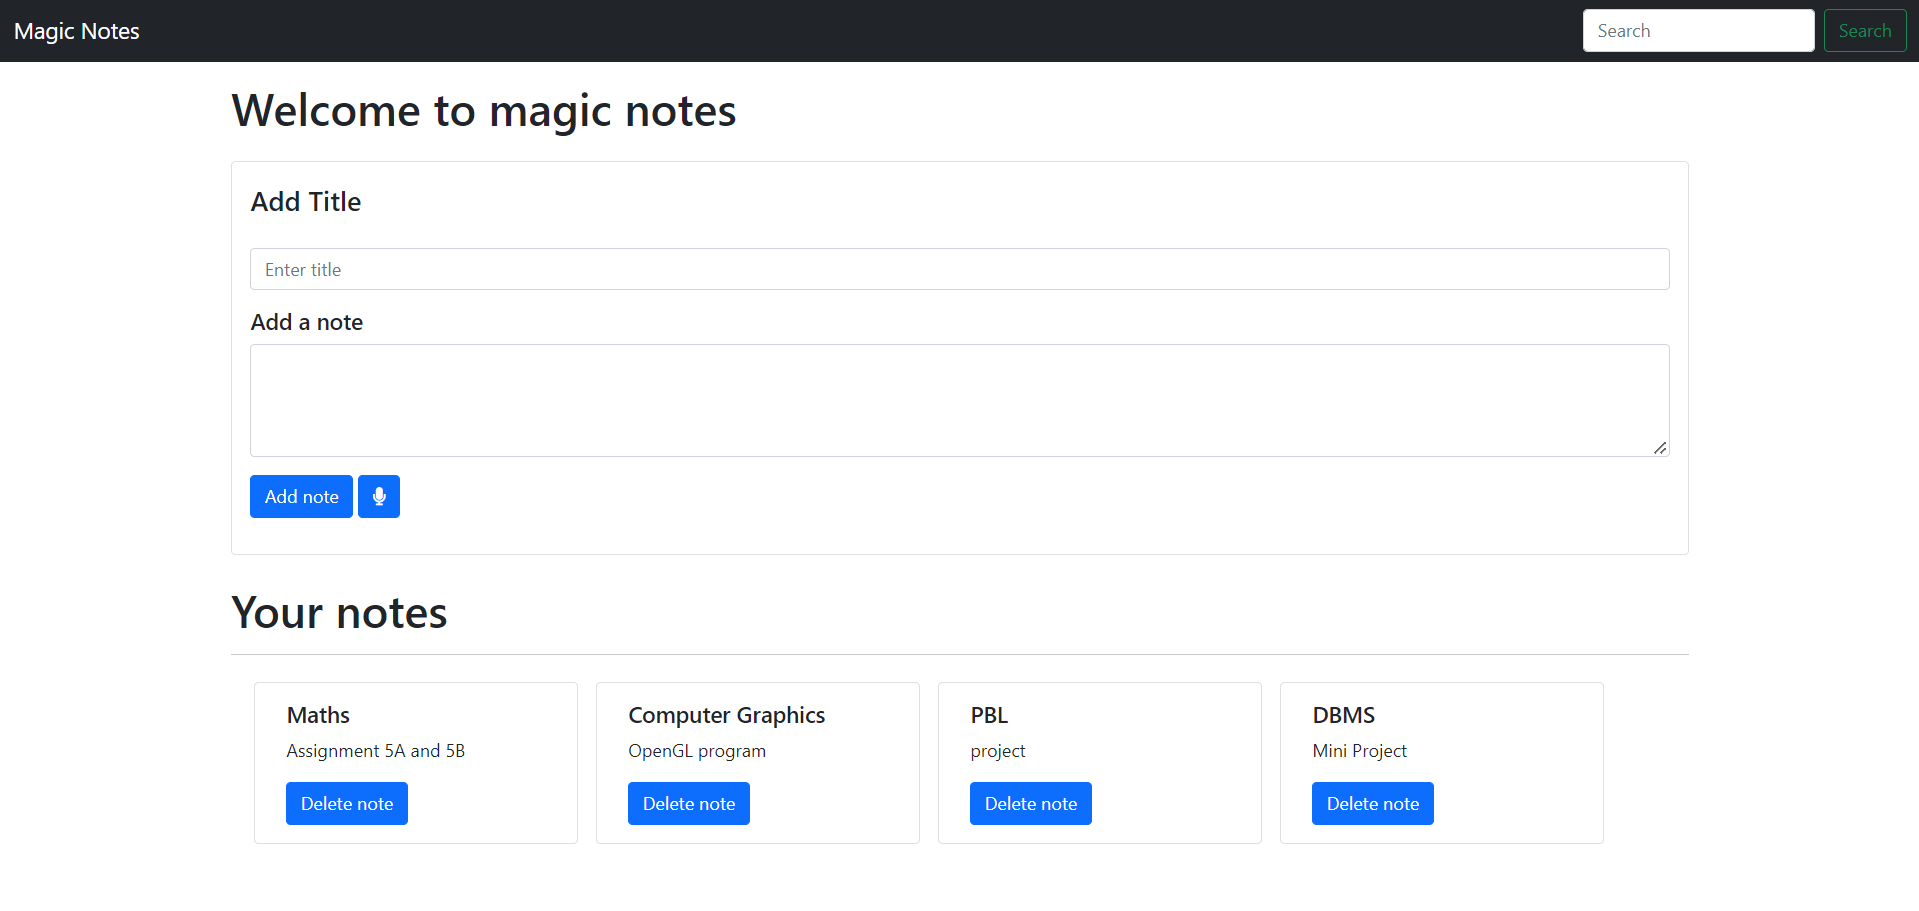 Magic Notes
Search Search
Welcome to magic notes
Add Title
Enter title
Add a note
Add note
Your notes
Maths
Assignment 5A and 5B
Delete note
Computer Graphics
OpenGL program
Delete note
PBL
project
Delete note
DBMS
Mini Project
Delete note